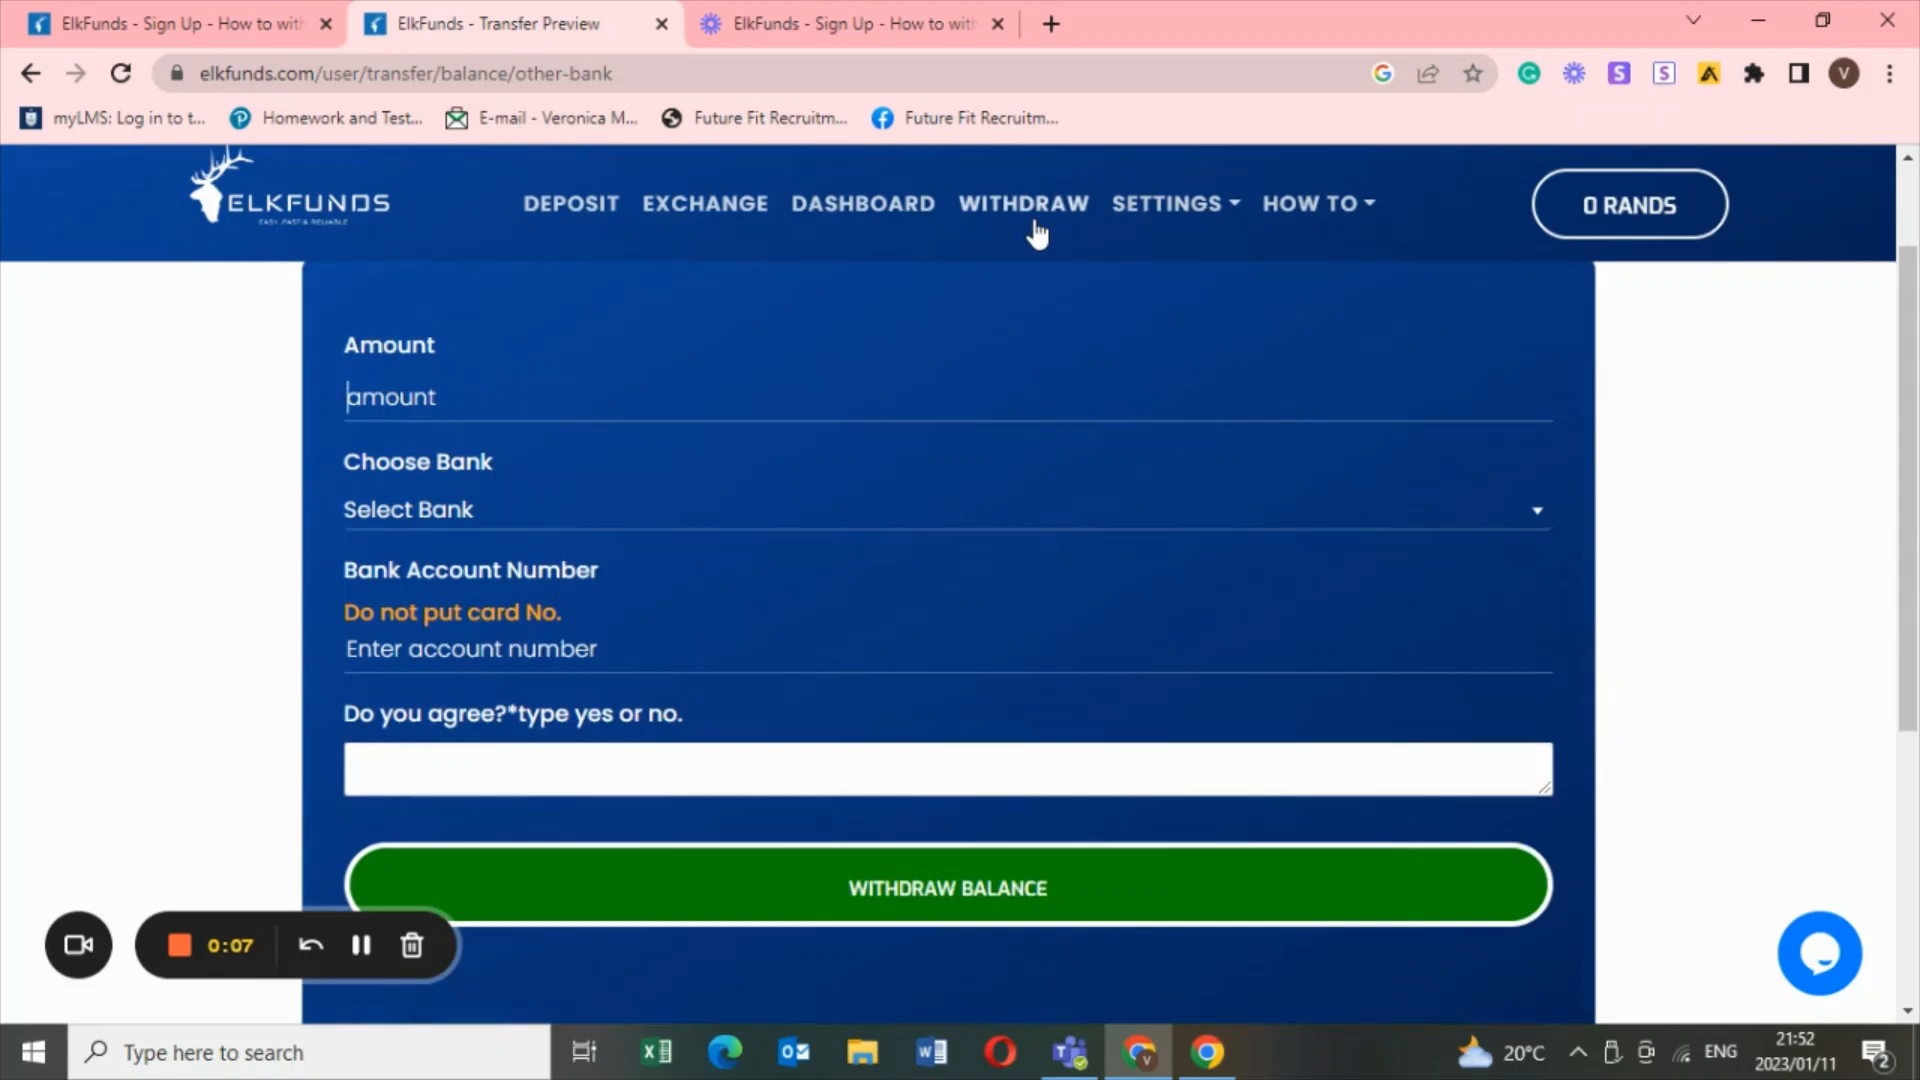 ElkFunds - Sign Up - How to with
ElkFunds - Transfer Preview
ElkFunds - Sign Up - How to with
elkfunds.com/user/transfer/balance/other-bank
myLMS: Log in to t...
Homework and Test...
E-mail - Veronica M...
Future Fit Recruitm...
Future Fit Recruitm...
V
ELKFUNDS
EASY, FAST & RELIABLE
DEPOSIT
EXCHANGE
DASHBOARD
WITHDRAW
SETTINGS
HOW TO
0 RANDS
Amount
amount
Choose Bank
Select Bank
Bank Account Number
Do not put card No.
Enter account number
Do you agree?*type yes or no.
WITHDRAW BALANCE
0:07
Type here to search
20°C
ENG
21:52
2023/01/11
2